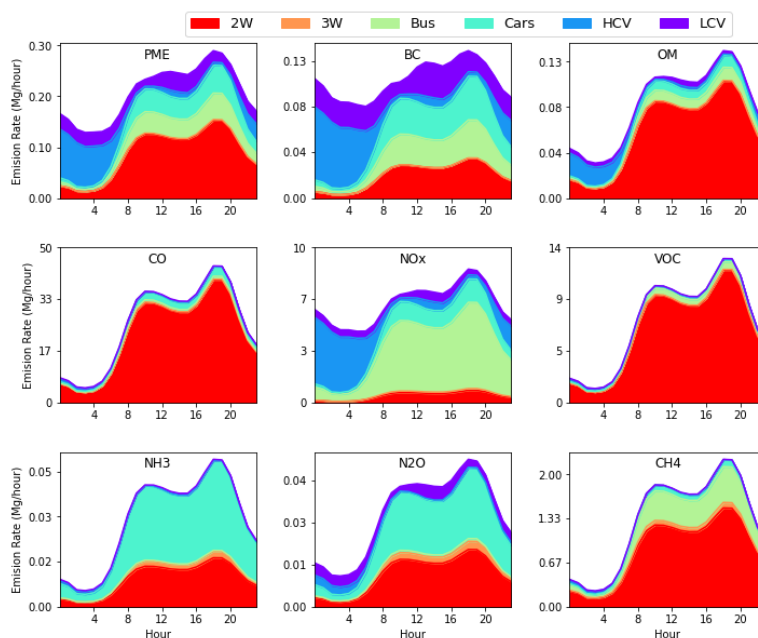 2W 3W Bus Cars HCV LCV
PME BC OM
Emision Rate (Mg/hour)
0.30 0.20 0.10 0.00
0.13 0.08 0.04 0.00
0.13 0.08 0.04 0.00
4 8 12 16 20
4 8 12 16 20
4 8 12 16 20
CO NOx VOC
Emision Rate (Mg/hour)
50 33 17 0
10 7 3 0
14 9 5 0
4 8 12 16 20
4 8 12 16 20
4 8 12 16 20
NH3 N2O CH4
Emision Rate (Mg/hour)
0.05 0.03 0.02 0.00
0.04 0.03 0.01 0.00
2.00 1.33 0.67 0.00
4 8 12 16 20
4 8 12 16 20
4 8 12 16 20
Hour Hour Hour